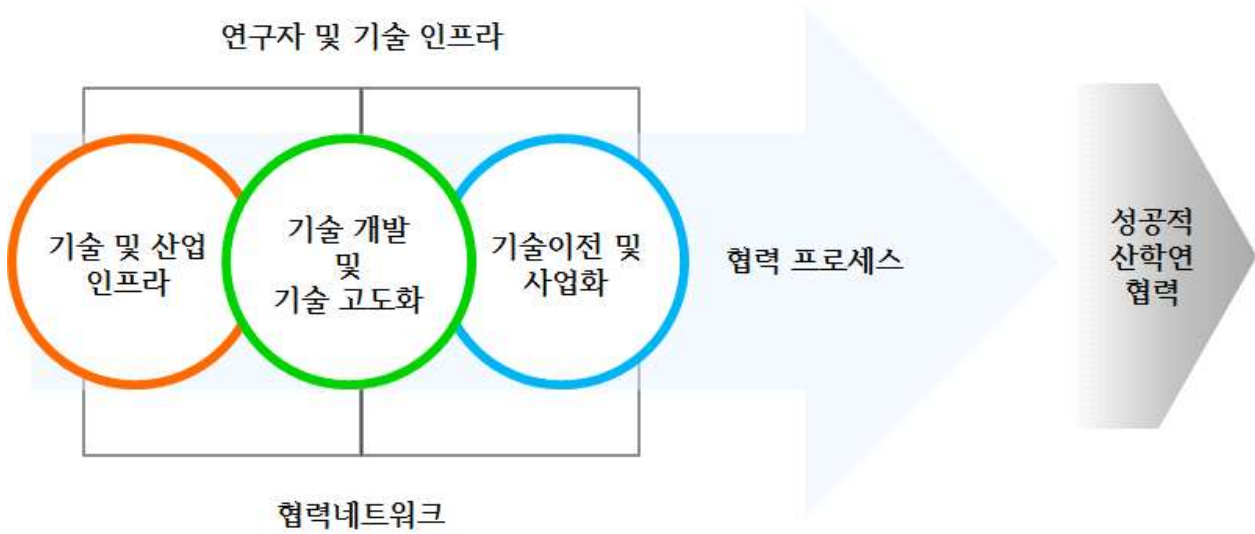 연구자 및 기술 인프라
기술 및 산업
인프라
기술 개발
및
기술 고도화
기술이전 및
사업화
협력 프로세스
성공적
산학연
협력
협력네트워크